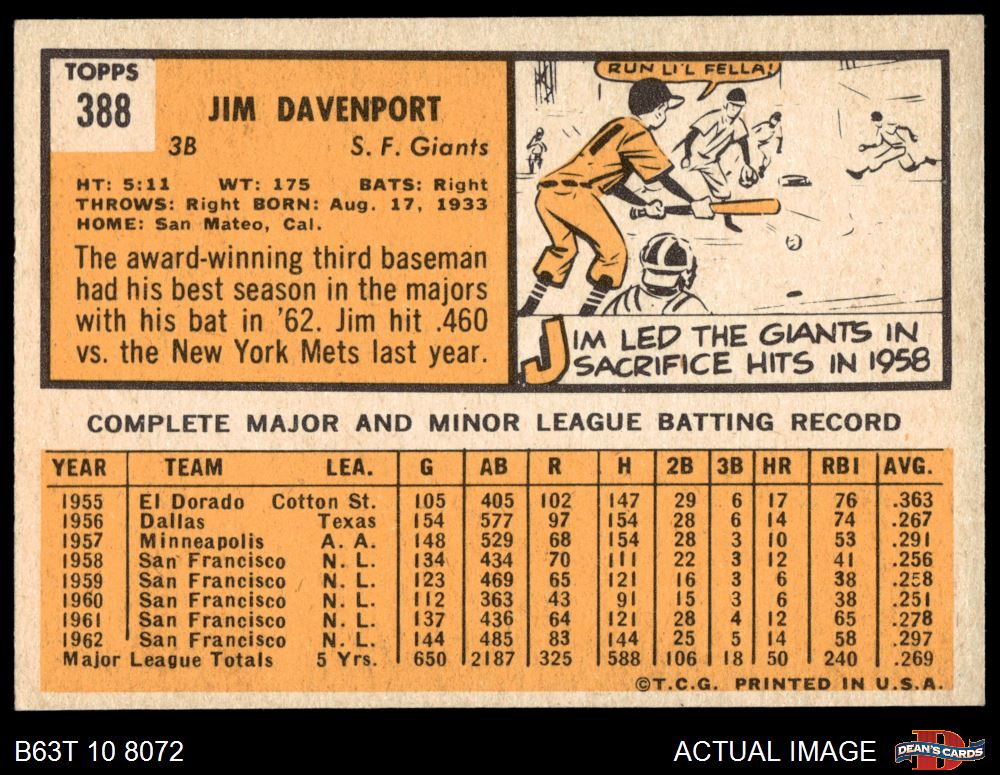 TOPPS
388
JIM DAVENPORT
3B S. F. Giants
HT: 5:11 WT: 175 BATS: Right
THROWS: Right BORN: Aug. 17, 1933
HOME: San Mateo, Cal.
The award-winning third baseman
had his best season in the majors
with his bat in '62. Jim hit .460
vs. the New York Mets last year.
RUN LI'L FELLA!
JIM LED THE GIANTS IN
SACRIFICE HITS IN 1958
COMPLETE MAJOR AND MINOR LEAGUE BATTING RECORD
YEAR TEAM LEA. G AB R H 2B 3B HR RBI AVG.
1955 El Dorado Cotton St. 105 405 102 147 29 6 17 76 .363
1956 Dallas Texas 154 577 97 154 28 6 14 74 .267
1957 Minneapolis A. A. 148 529 68 154 28 3 10 53 .291
1958 San Francisco N. L. 134 434 70 111 22 3 12 41 .256
1959 San Francisco N. L. 123 469 65 121 16 3 6 38 .258
1960 San Francisco N. L. 112 363 43 91 15 3 6 38 .251
1961 San Francisco N. L. 137 436 64 121 28 4 12 65 .278
1962 San Francisco N. L. 144 485 83 144 25 5 14 58 .297
Major League Totals 5 Yrs. 650 2187 325 588 106 18 50 240 .269
©T.C.G. PRINTED IN U.S.A.
B63T 10 8072 ACTUAL IMAGE DEAN'S CARDS